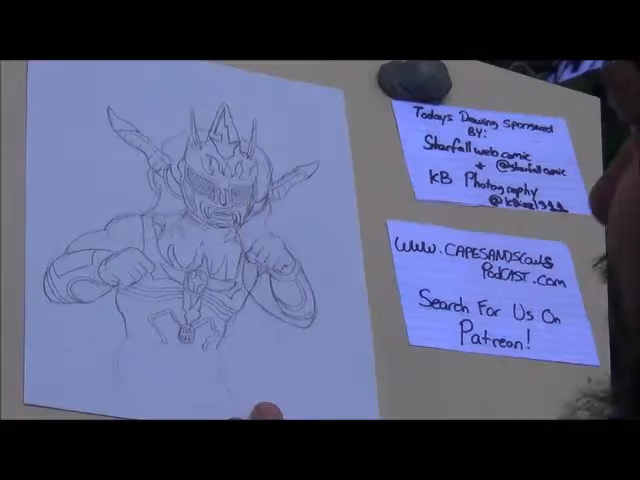 Todays Drawing Sponsored
BY:
Starfall web comic
+ @starfallcomic
KB Photography
www.CAPESANDSCowls
PodCAST.com
Search For Us On
Patreon!